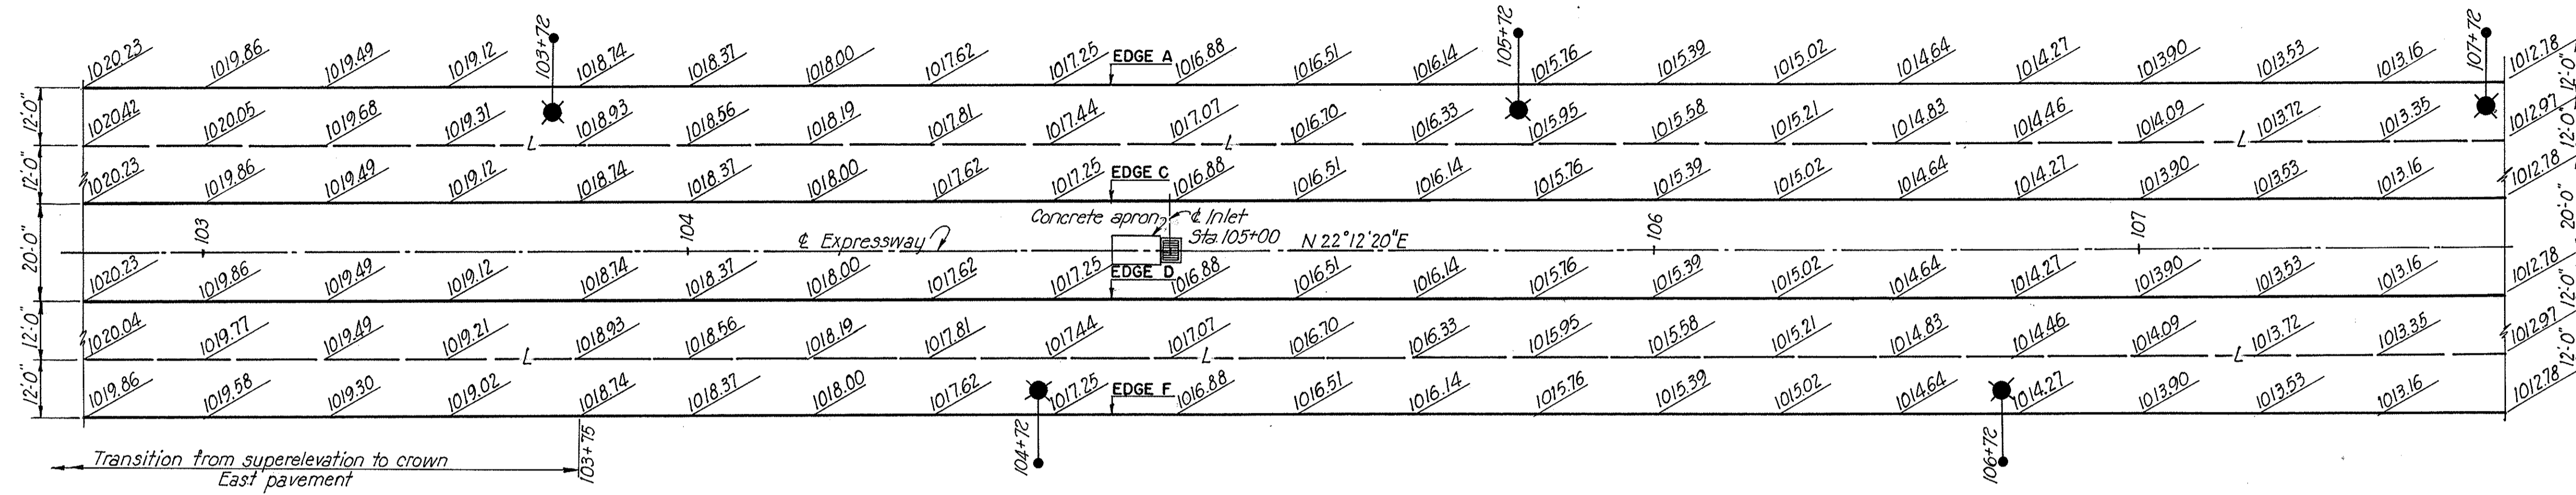 103+72 105+72 107+72
1020.23 1019.86 1019.49 1019.12 1018.74 1018.37 1018.00 1017.62 1017.25 1016.88 1016.51 1016.14 1015.76 1015.39 1015.02 1014.64 1014.27 1013.90 1013.53 1013.16 1012.78
EDGE A
12'-0" 12'-0"
1020.42 1020.05 1019.68 1019.31 1018.93 1018.56 1018.19 1017.81 1017.44 1017.07 1016.70 1016.33 1015.95 1015.58 1015.21 1014.83 1014.46 1014.09 1013.72 1013.35 1012.97
L L L
12'-0" 12'-0"
1020.23 1019.86 1019.49 1019.12 1018.74 1018.37 1018.00 1017.62 1017.25 1016.88 1016.51 1016.14 1015.76 1015.39 1015.02 1014.64 1014.27 1013.90 1013.53 1013.16 1012.78
EDGE C
Concrete apron ℄ Inlet
Sta. 105+00
103 104 ℄ Expressway N 22°12'20"E 106 107
20'-0" 20'-0"
1020.23 1019.86 1019.49 1019.12 1018.74 1018.37 1018.00 1017.62 1017.25 1016.88 1016.51 1016.14 1015.76 1015.39 1015.02 1014.64 1014.27 1013.90 1013.53 1013.16 1012.78
EDGE D
12'-0" 12'-0"
1020.04 1019.77 1019.49 1019.21 1018.93 1018.56 1018.19 1017.81 1017.44 1017.07 1016.70 1016.33 1015.95 1015.58 1015.21 1014.83 1014.46 1014.09 1013.72 1013.35 1012.97
L L L
12'-0" 12'-0"
1019.86 1019.58 1019.30 1019.02 1018.74 1018.37 1018.00 1017.62 1017.25 1016.88 1016.51 1016.14 1015.76 1015.39 1015.02 1014.64 1014.27 1013.90 1013.53 1013.16 1012.78
EDGE F
103+75 104+72 106+72
Transition from superelevation to crown
East pavement